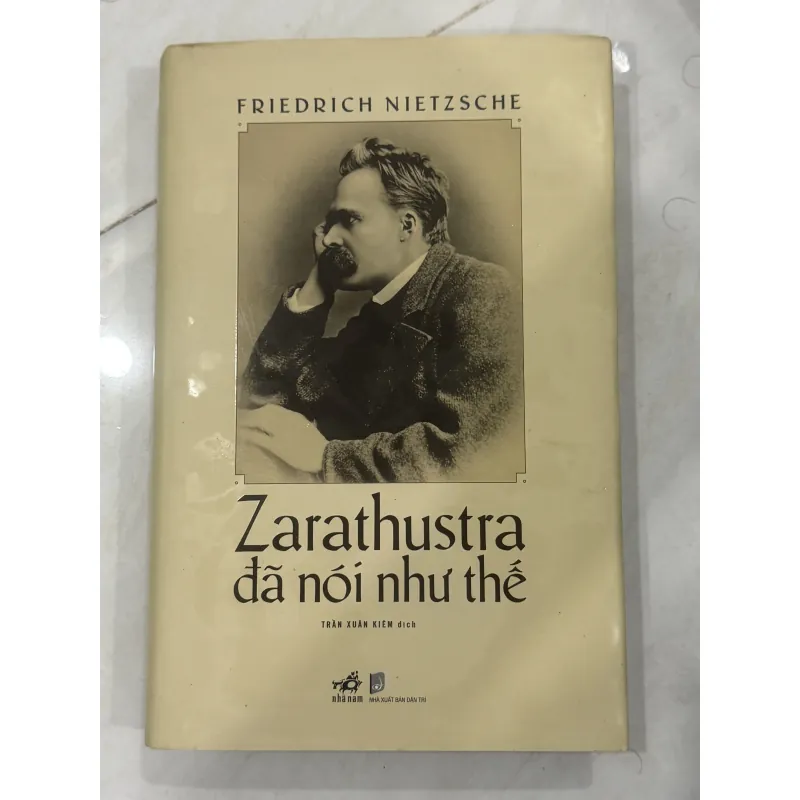 FRIEDRICH NIETZSCHE
Zarathustra
đã nói như thế
TRẦN XUÂN KIÊM dịch
nhã nam
NHÀ XUẤT BẢN DÂN TRÍ